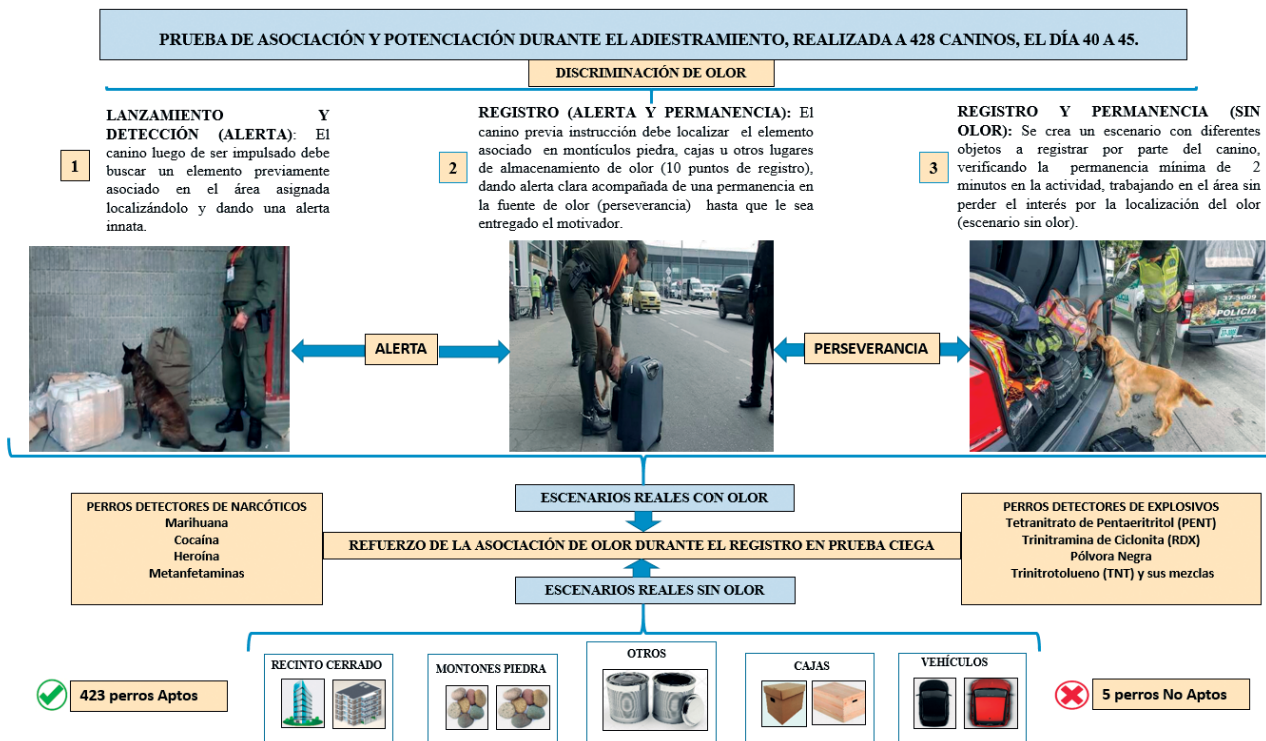 PRUEBA DE ASOCIACIÓN Y POTENCIACIÓN DURANTE EL ADIESTRAMIENTO, REALIZADA A 428 CANINOS, EL DÍA 40 A 45.
DISCRIMINACIÓN DE OLOR
1
LANZAMIENTO Y
DETECCIÓN (ALERTA): El
canino luego de ser impulsado debe
buscar un elemento previamente
asociado en el área asignada
localizándolo y dando una alerta
innata.
2
REGISTRO (ALERTA Y PERMANENCIA): El
canino previa instrucción debe localizar el elemento
asociado en montículos piedra, cajas u otros lugares
de almacenamiento de olor (10 puntos de registro),
dando alerta clara acompañada de una permanencia en
la fuente de olor (perseverancia) hasta que le sea
entregado el motivador.
3
REGISTRO Y PERMANENCIA (SIN
OLOR): Se crea un escenario con diferentes
objetos a registrar por parte del canino,
verificando la permanencia mínima de 2
minutos en la actividad, trabajando en el área sin
perder el interés por la localización del olor
(escenario sin olor).
ALERTA
PERSEVERANCIA
POLICIA
ESCENARIOS REALES CON OLOR
PERROS DETECTORES DE NARCÓTICOS
Marihuana
Cocaína
Heroína
Metanfetaminas
REFUERZO DE LA ASOCIACIÓN DE OLOR DURANTE EL REGISTRO EN PRUEBA CIEGA
PERROS DETECTORES DE EXPLOSIVOS
Tetranitrato de Pentaeritritol (PENT)
Trinitramina de Ciclonita (RDX)
Pólvora Negra
Trinitrotolueno (TNT) y sus mezclas
ESCENARIOS REALES SIN OLOR
423 perros Aptos
RECINTO CERRADO
MONTONES PIEDRA
OTROS
CAJAS
VEHÍCULOS
5 perros No Aptos